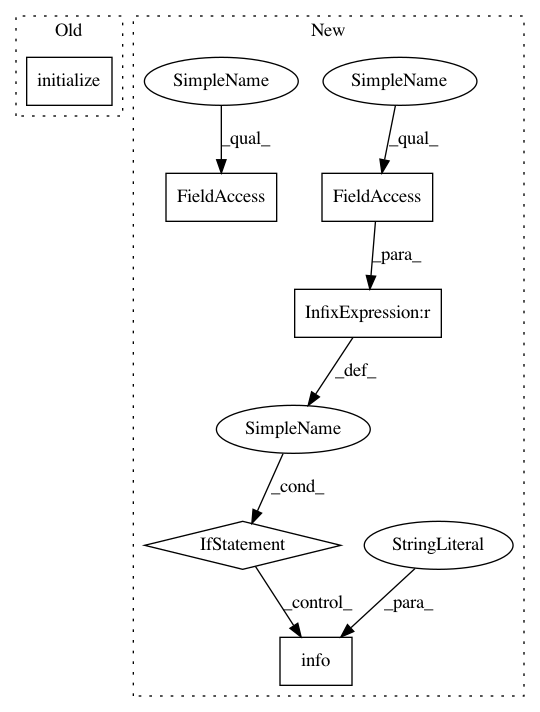 Old
New
initialize
SimpleName
SimpleName
_qual_
_qual_
FieldAccess
FieldAccess
_para_
InfixExpression:r
_def_
SimpleName
_cond_
IfStatement
StringLiteral
_control_
_para_
info